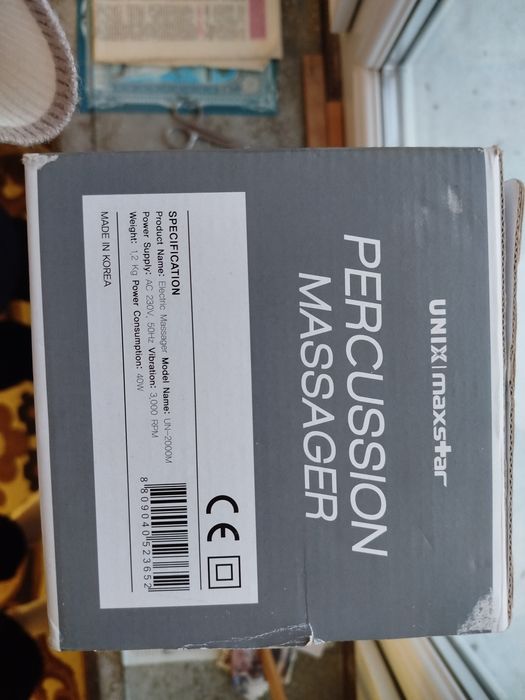 UNIX | maxstar
PERCUSSION
MASSAGER
SPECIFICATION
Product Name: Electric Massager Model Name: UN-2000M
Power Supply: AC 230V, 50Hz Vibration: 3,000 RPM
Weight: 1.2 Kg Power Consumption: 40W
MADE IN KOREA
CE
8 809040 523652